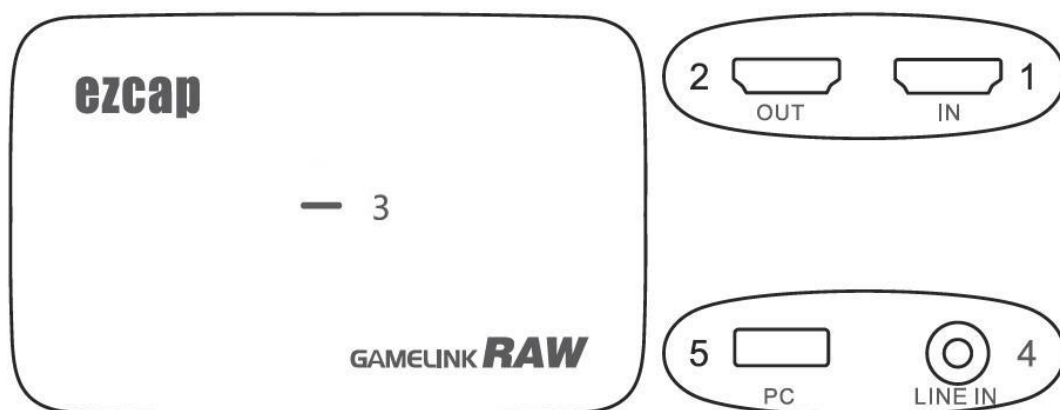 ezcap
3
GAMELINK RAW
2 1
OUT IN
5 4
PC LINE IN